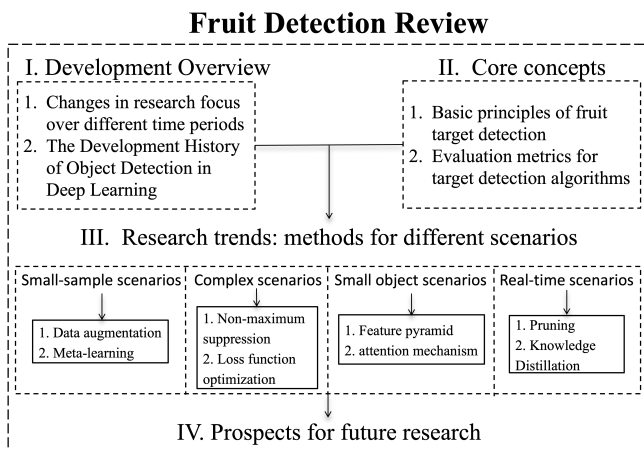 Fruit Detection Review
I. Development Overview
1. Changes in research focus
over different time periods
2. The Development History
of Object Detection in
Deep Learning
II. Core concepts
1. Basic principles of fruit
target detection
2. Evaluation metrics for
target detection algorithms
III. Research trends: methods for different scenarios
Small-sample scenarios
1. Data augmentation
2. Meta-learning
Complex scenarios
1. Non-maximum
suppression
2. Loss function
optimization
Small object scenarios
1. Feature pyramid
2. attention mechanism
Real-time scenarios
1. Pruning
2. Knowledge
Distillation
IV. Prospects for future research